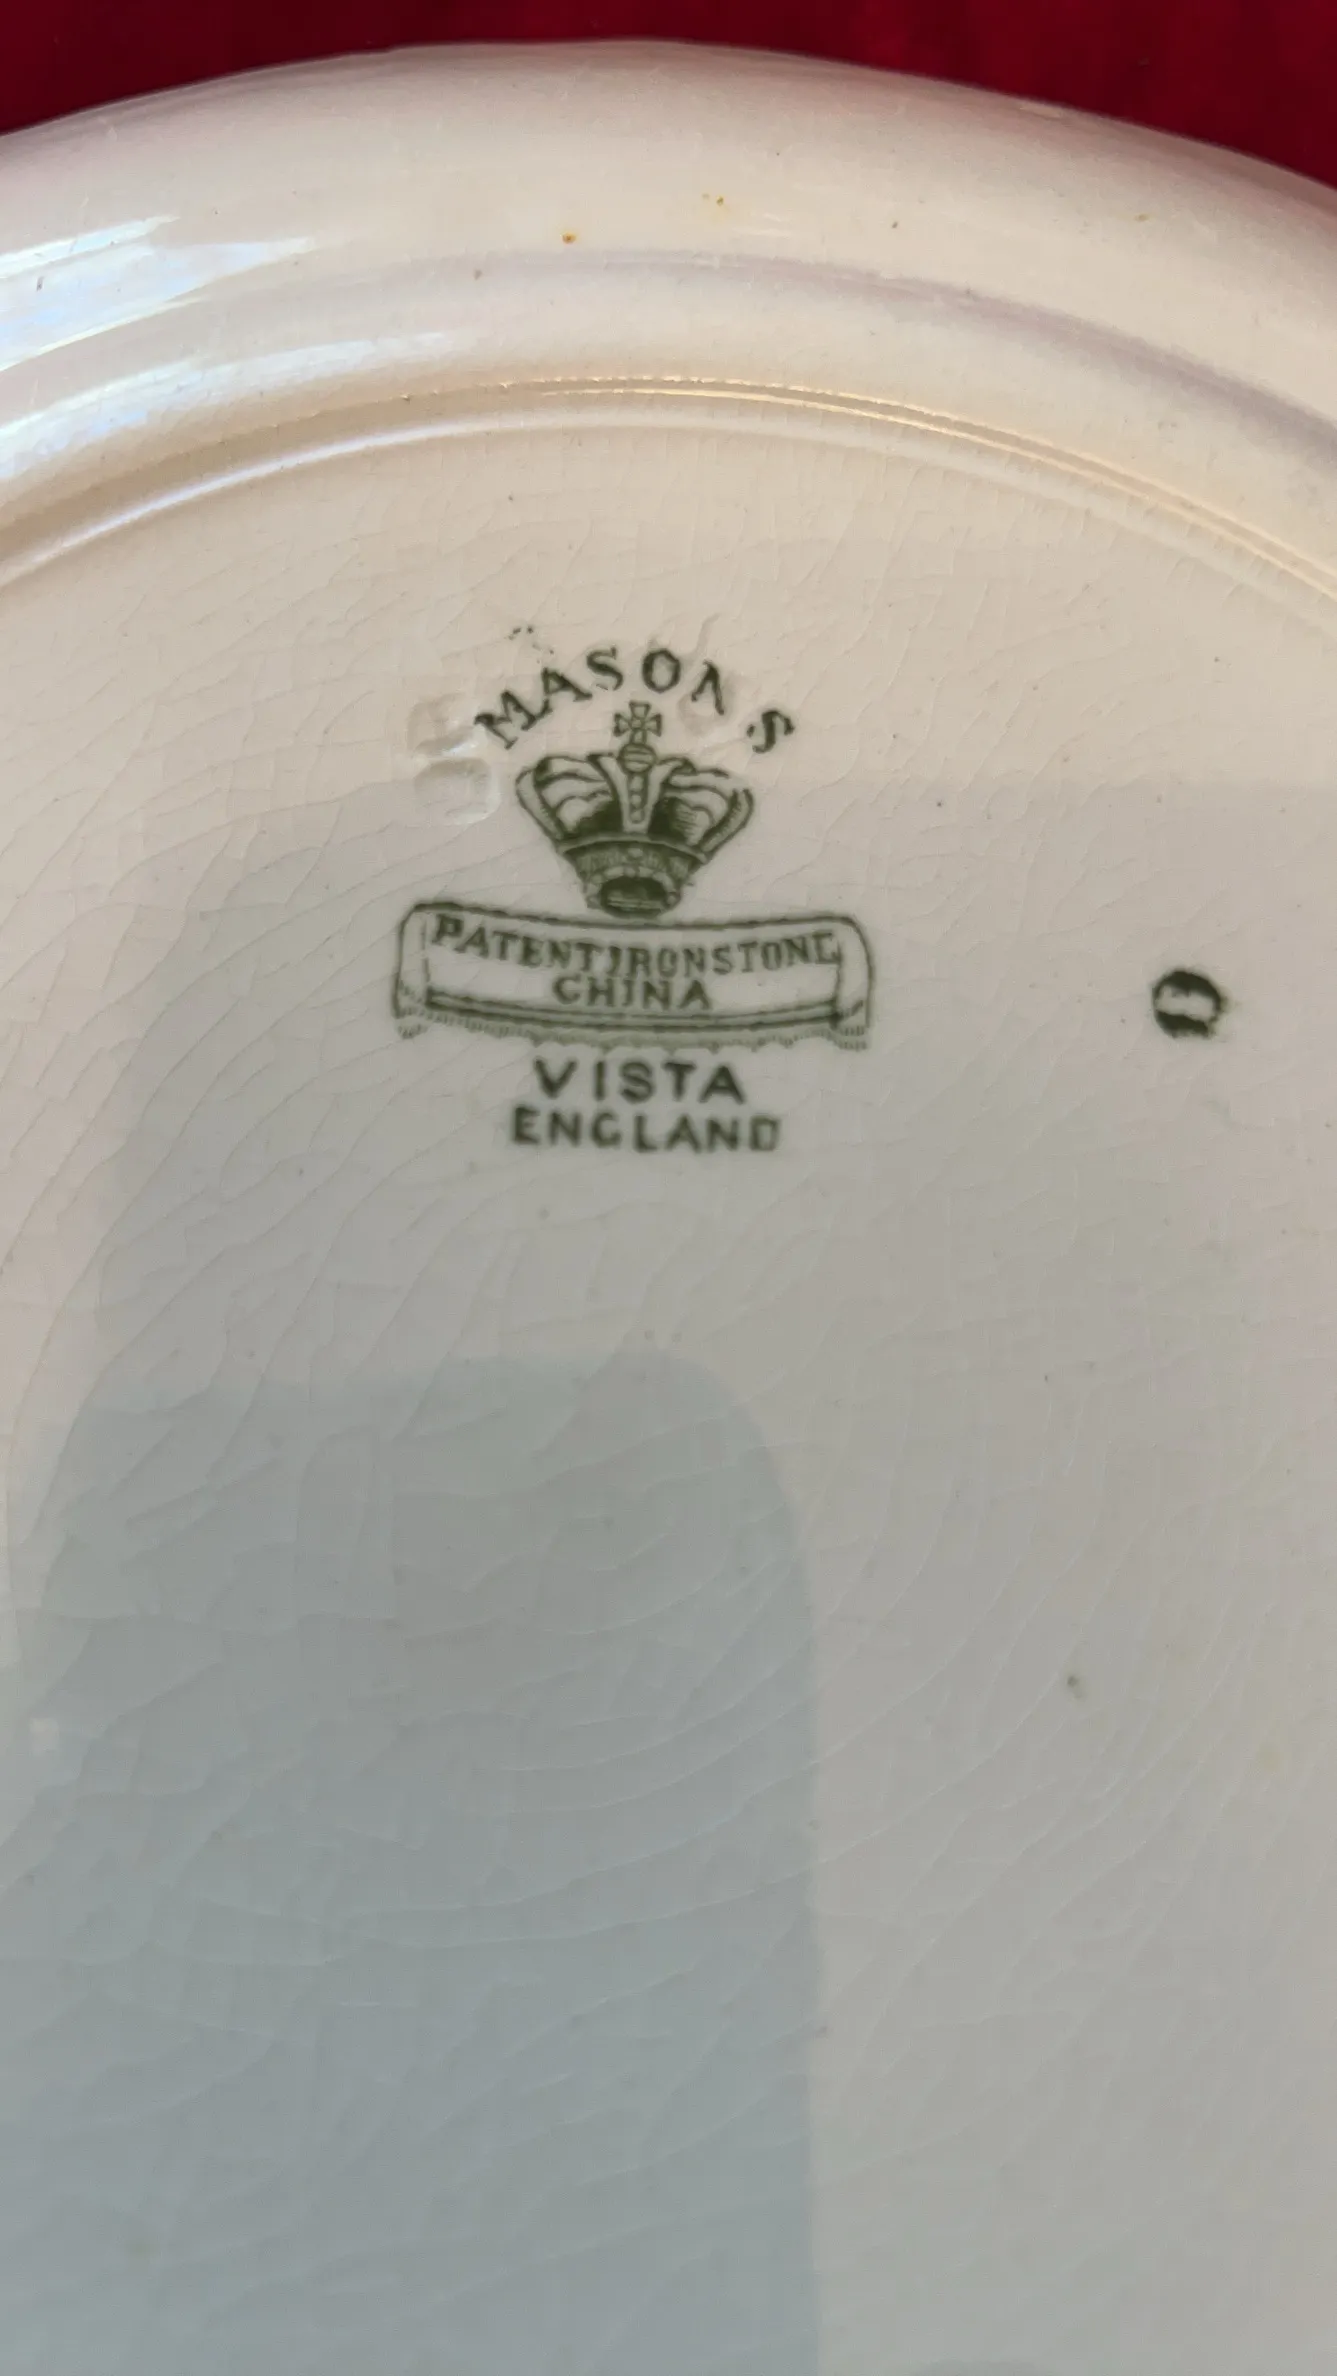 MASON'S
PATENT IRONSTONE
CHINA
VISTA
ENGLAND